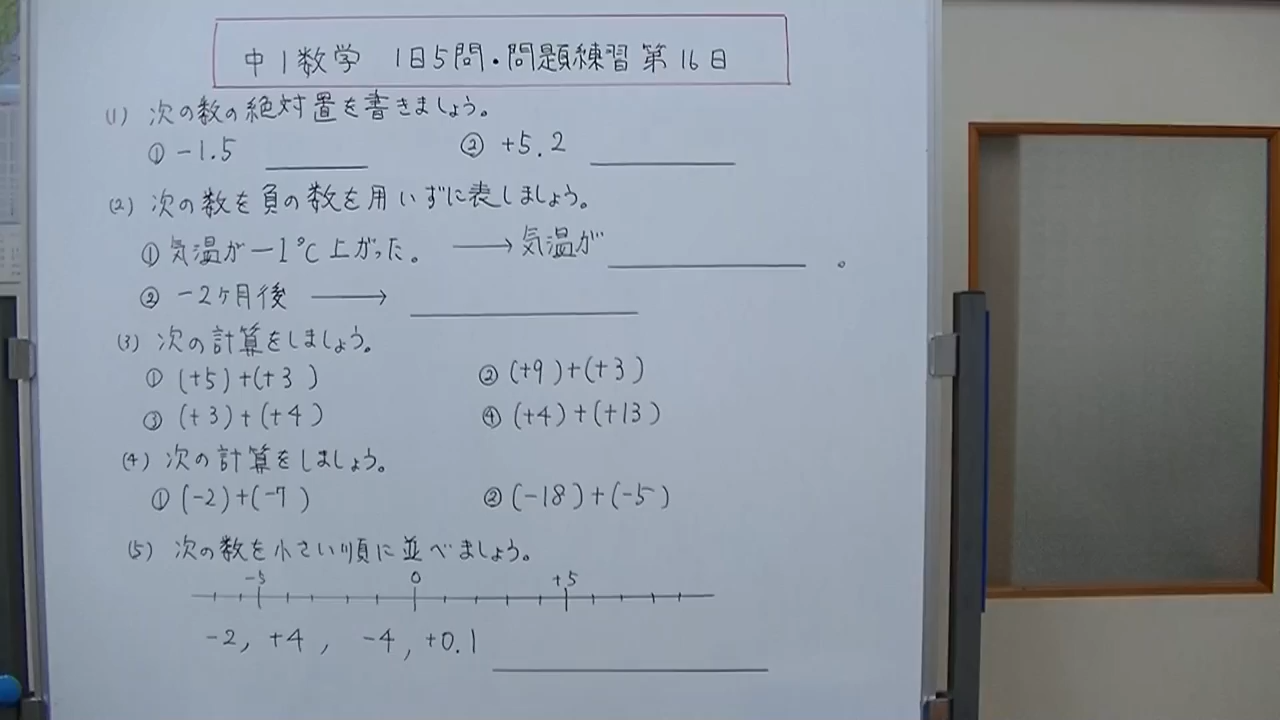 中1数学 1日5問・問題練習 第16日
(1) 次の数の絶対置を書きましょう。
① -1.5 ② +5.2
(2) 次の数を負の数を用いずに表しましょう。
① 気温が-1℃上がった。 → 気温が 。
② -2ヶ月後 →
(3) 次の計算をしましょう。
① (+5)+(+3) ② (+9)+(+3)
③ (+3)+(+4) ④ (+4)+(+13)
(4) 次の計算をしましょう。
① (-2)+(-7) ② (-18)+(-5)
(5) 次の数を小さい順に並べましょう。
-5 0 +5
-2, +4, -4, +0.1